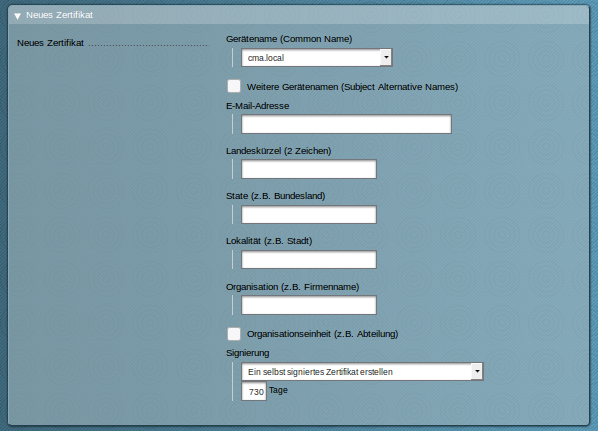 Neues Zertifikat
Neues Zertifikat ........................................
Gerätename (Common Name)
cma.local
Weitere Gerätenamen (Subject Alternative Names)
E-Mail-Adresse
Landeskürzel (2 Zeichen)
State (z.B. Bundesland)
Lokalität (z.B. Stadt)
Organisation (z.B. Firmenname)
Organisationseinheit (z.B. Abteilung)
Signierung
Ein selbst signiertes Zertifikat erstellen
730 Tage